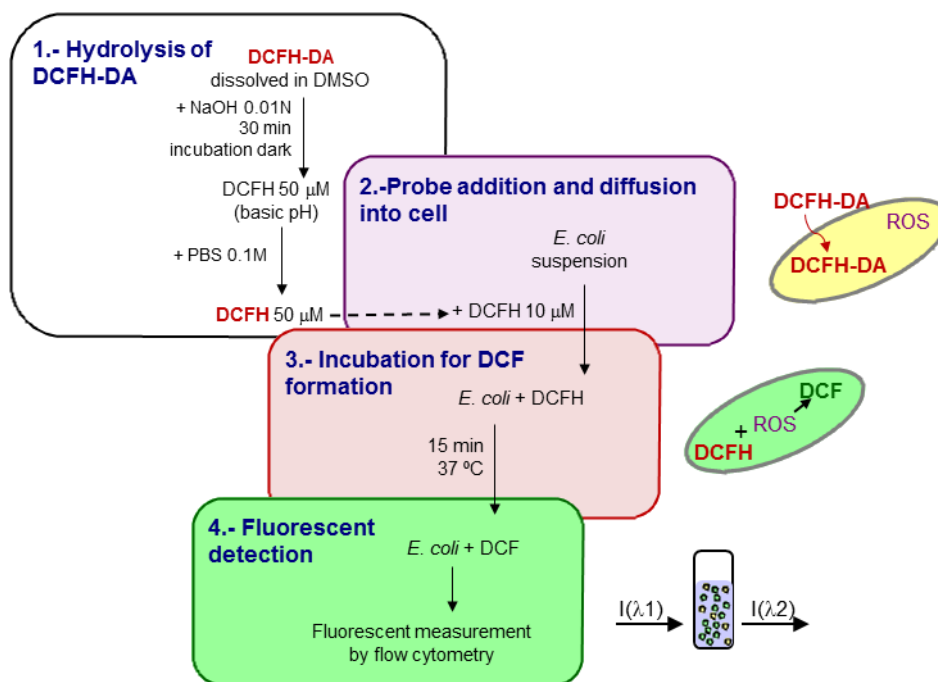 1.- Hydrolysis of
DCFH-DA
DCFH-DA
dissolved in DMSO
+ NaOH 0.01N
30 min
incubation dark
DCFH 50 μM
(basic pH)
+ PBS 0.1M
DCFH 50 μM
2.-Probe addition and diffusion
into cell
E. coli
suspension
+ DCFH 10 μM
DCFH-DA
ROS
DCFH-DA
3.- Incubation for DCF
formation
E. coli + DCFH
15 min
37 ºC
DCF
+ ROS
DCFH
4.- Fluorescent
detection
E. coli + DCF
Fluorescent measurement
by flow cytometry
I(λ1)
I(λ2)